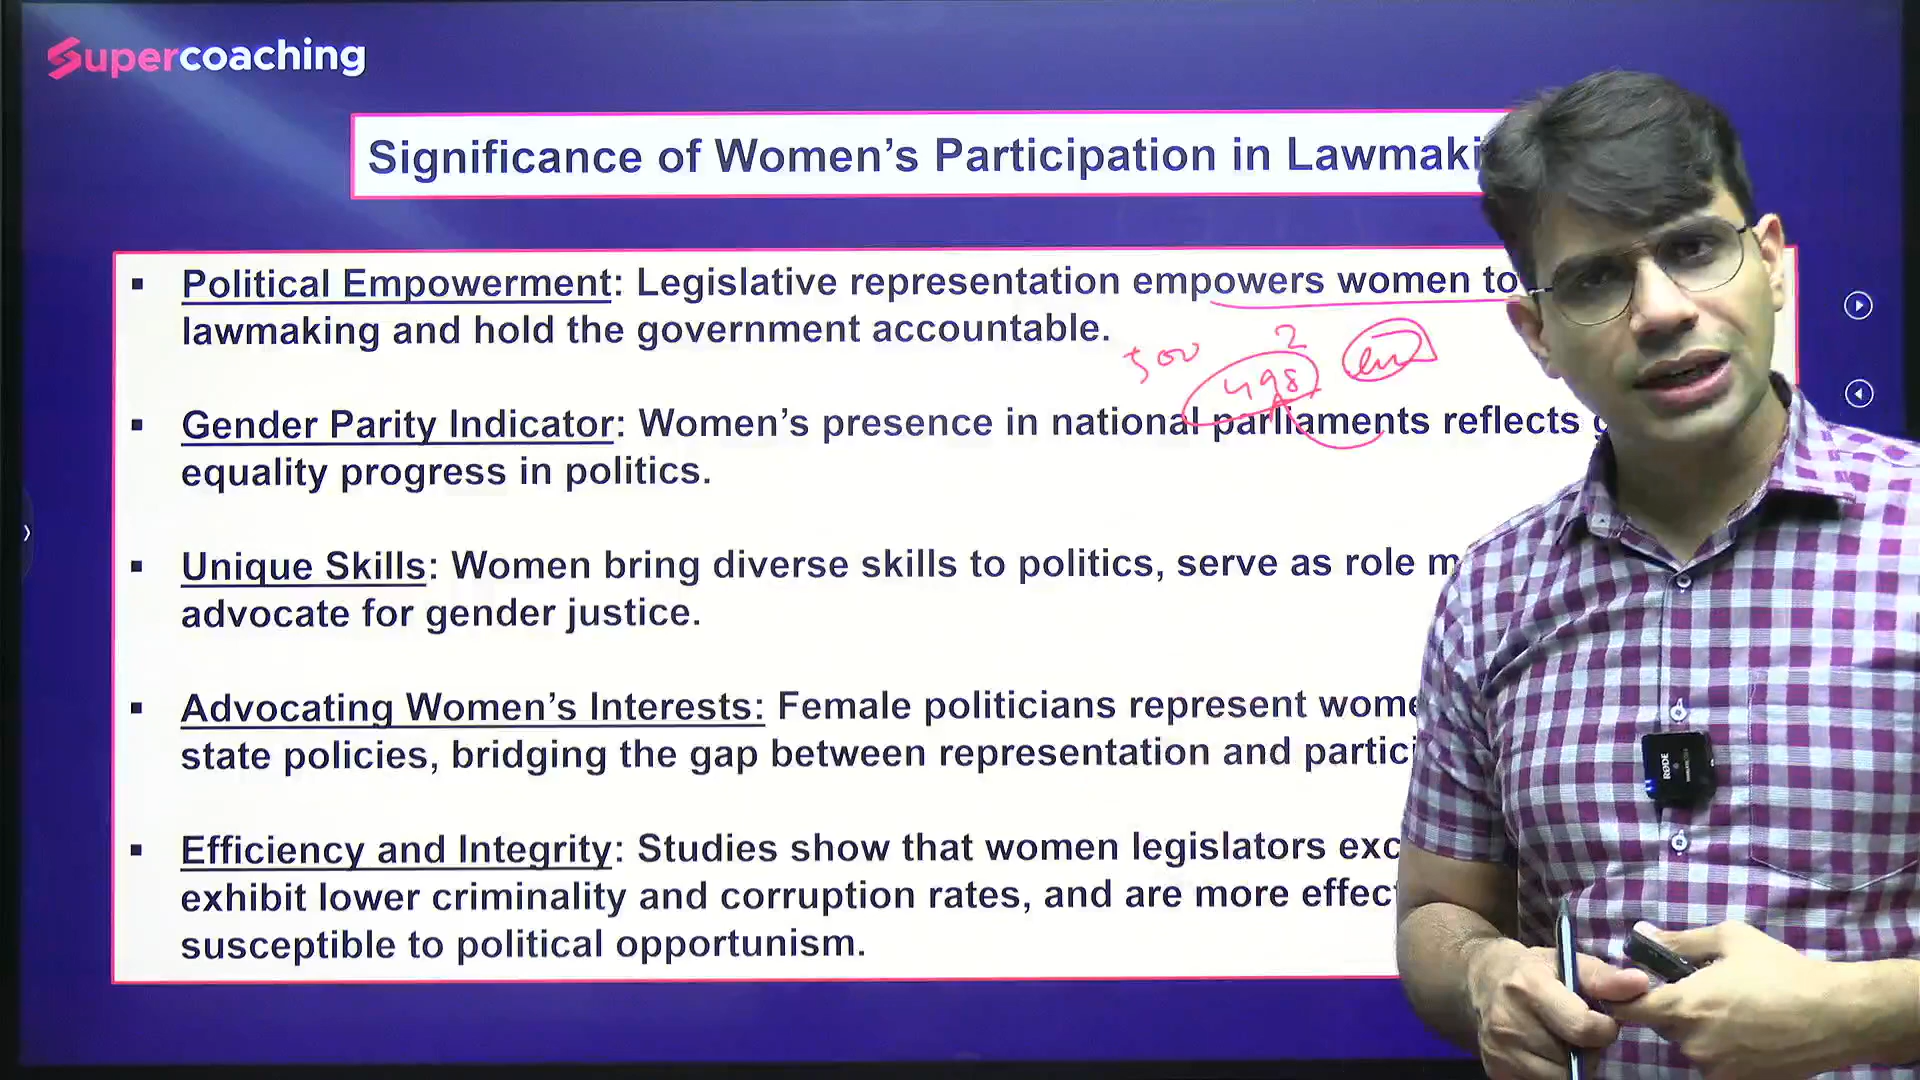 Supercoaching
Significance of Women's Participation in Lawmaki
▪ Political Empowerment: Legislative representation empowers women to
lawmaking and hold the government accountable.
500 2
498
▪ Gender Parity Indicator: Women's presence in national parliaments reflects g
equality progress in politics.
▪ Unique Skills: Women bring diverse skills to politics, serve as role m
advocate for gender justice.
▪ Advocating Women's Interests: Female politicians represent wome
state policies, bridging the gap between representation and partici
▪ Efficiency and Integrity: Studies show that women legislators exc
exhibit lower criminality and corruption rates, and are more effect
susceptible to political opportunism.
RØDE